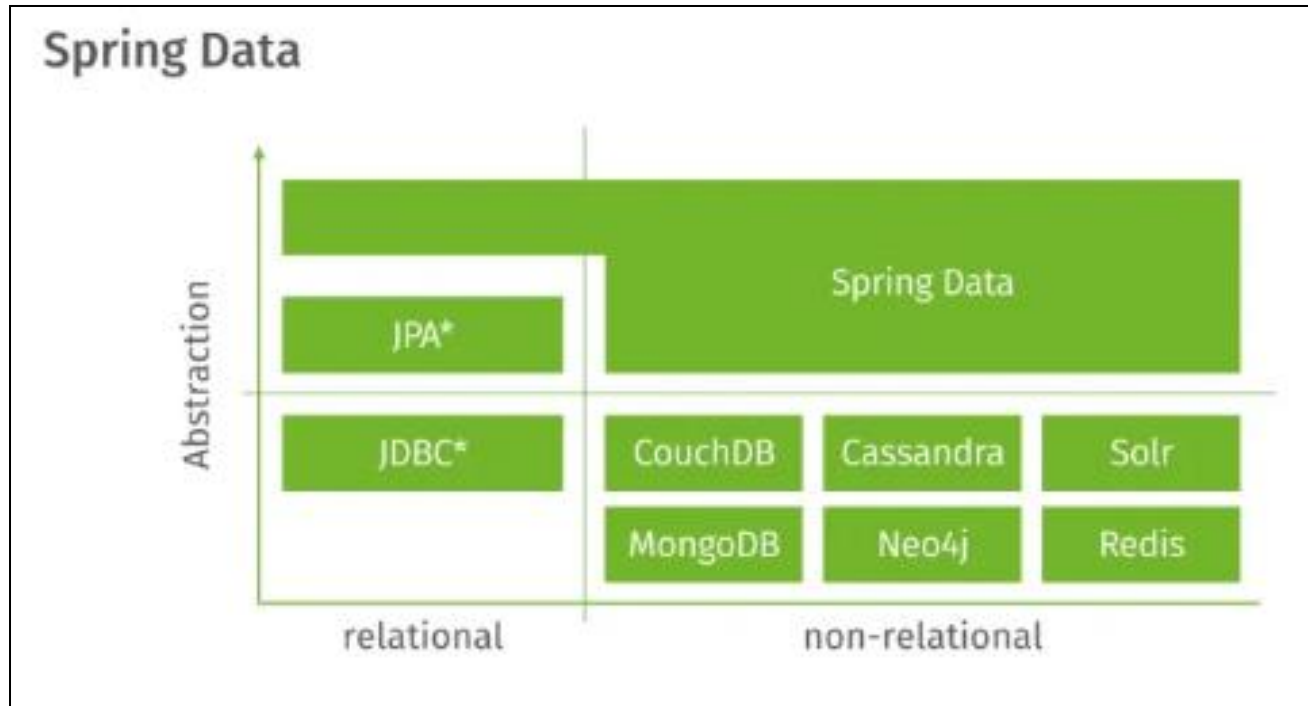 Spring Data
Spring Data
JPA*
Abstraction
JDBC*
CouchDB Cassandra Solr
MongoDB Neo4j Redis
relational non-relational